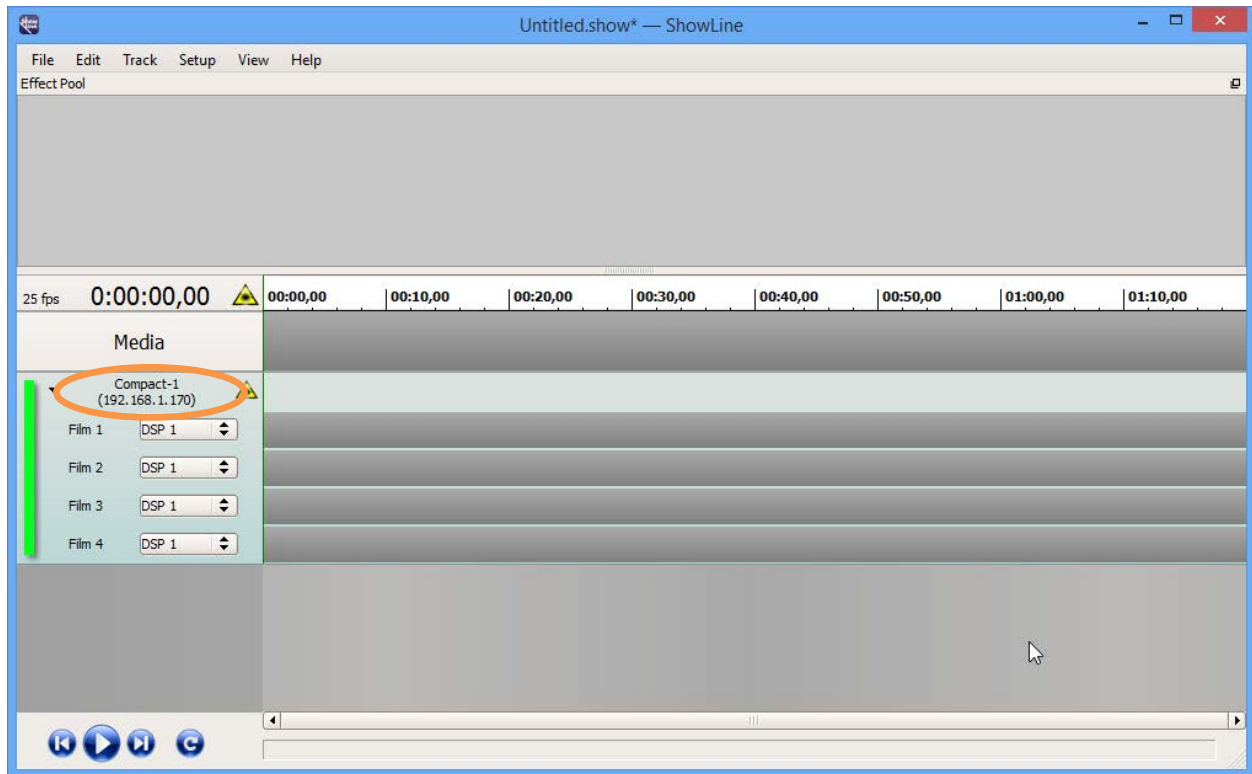 Untitled.show* — ShowLine
File Edit Track Setup View Help
Effect Pool
25 fps 0:00:00,00 00:00,00 00:10,00 00:20,00 00:30,00 00:40,00 00:50,00 01:00,00 01:10,00
Media
Compact-1
(192.168.1.170)
Film 1 DSP 1
Film 2 DSP 1
Film 3 DSP 1
Film 4 DSP 1